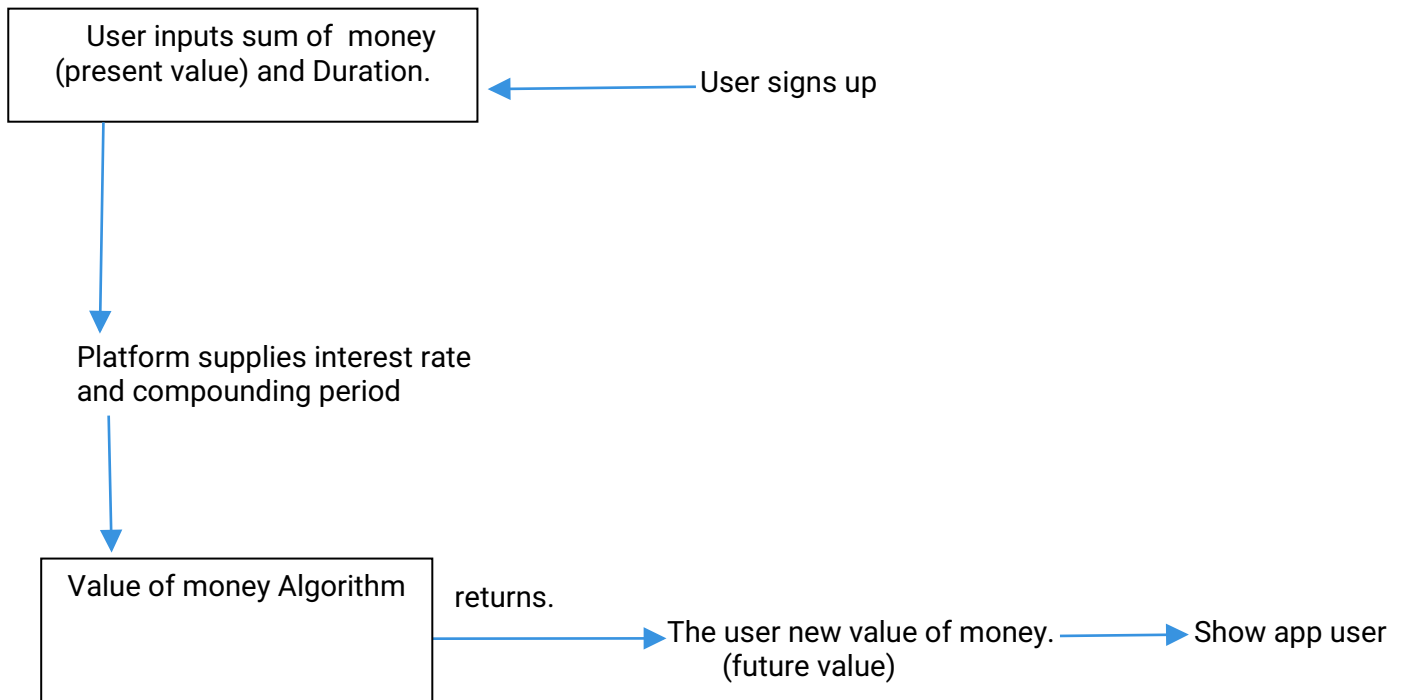 User inputs sum of  money
(present value) and Duration.
User signs up
Platform supplies interest rate
and compounding period
Value of money Algorithm
returns.
The user new value of money.
(future value)
Show app user